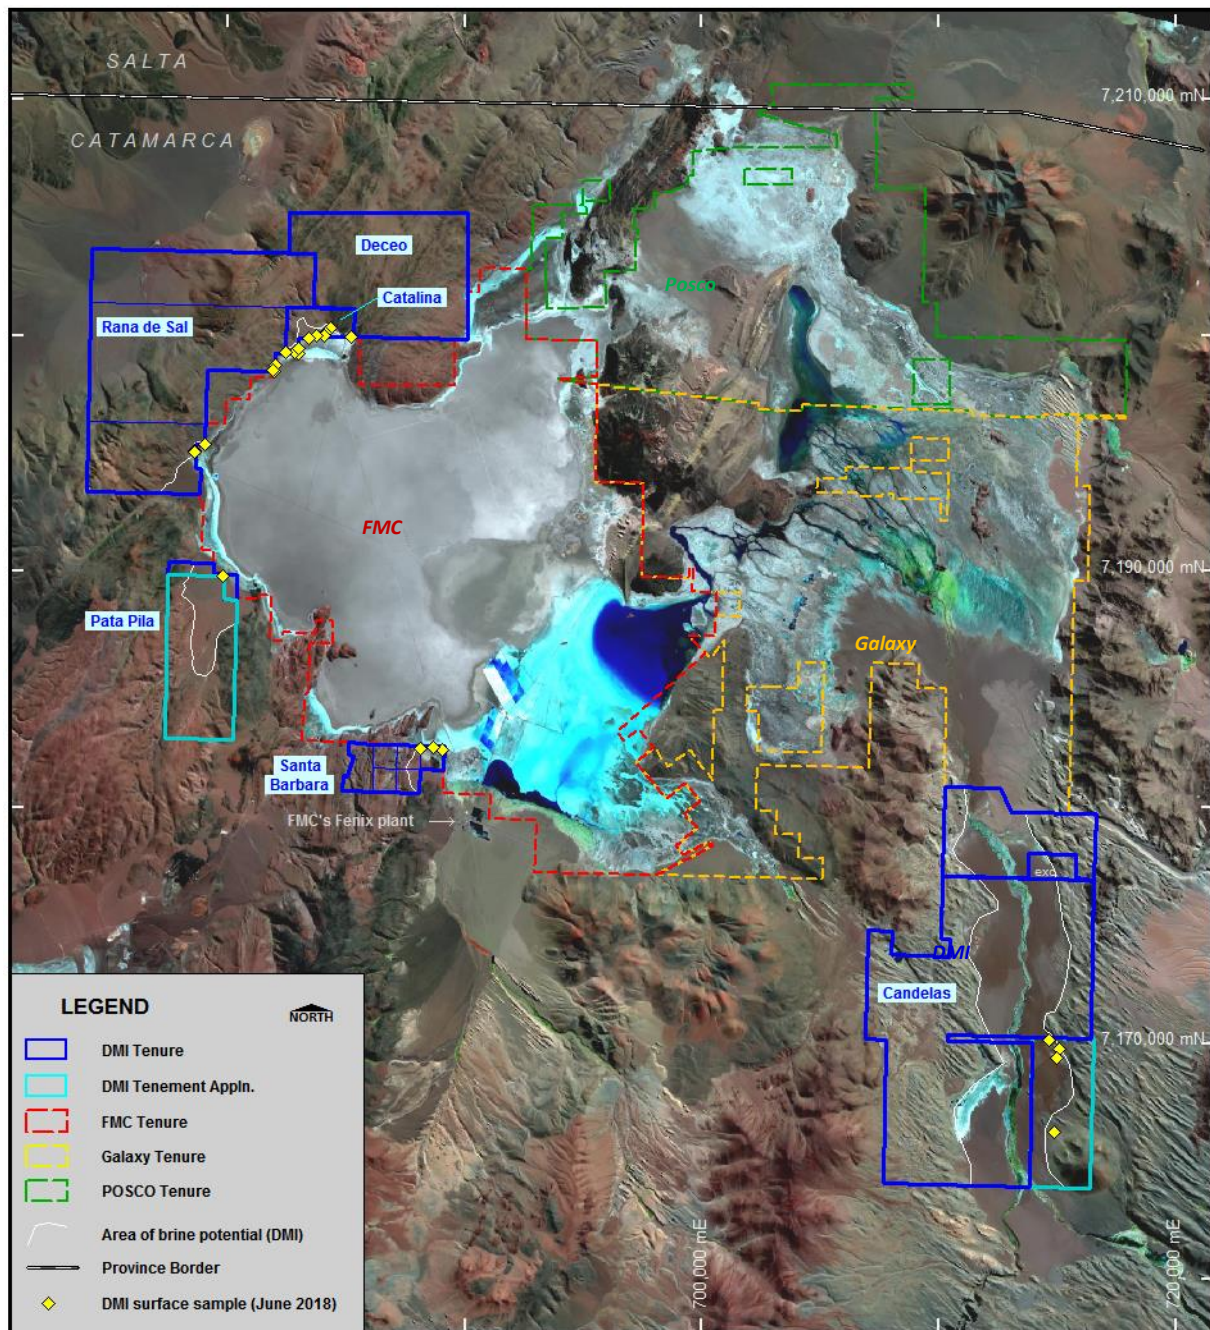 SALTA
7,210,000 mN
CATAMARCA
Deceo
Catalina
Rana de Sal
Posco
FMC
7,190,000 mN
Pata Pila
Galaxy
Santa
Barbara
FMC's Fenix plant
exc
DMI
Candelas
7,170,000 mN
700,000 mE
720,000 mE
LEGEND
NORTH
DMI Tenure
DMI Tenement Appln.
FMC Tenure
Galaxy Tenure
POSCO Tenure
Area of brine potential (DMI)
Province Border
DMI surface sample (June 2018)